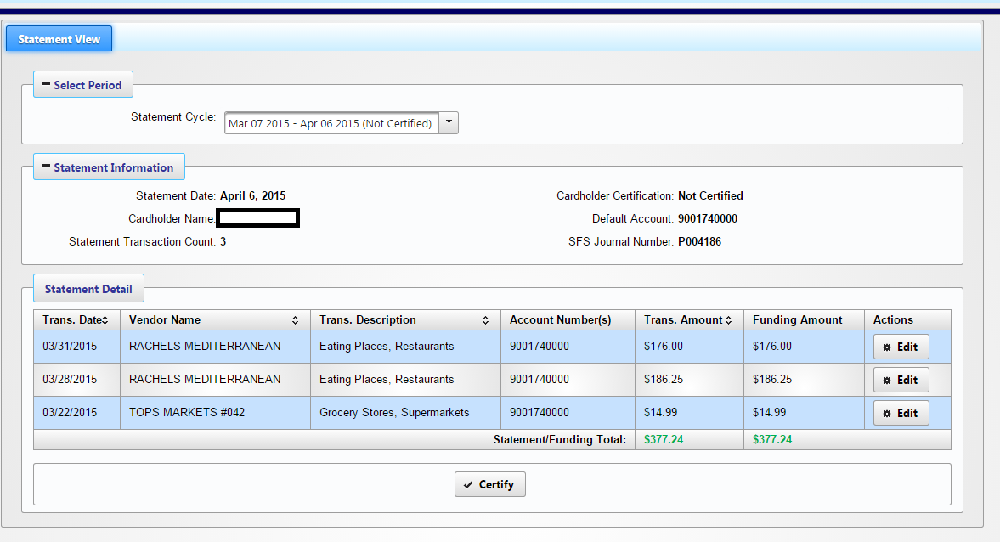 Statement View
Select Period
Statement Cycle: Mar 07 2015 - Apr 06 2015 (Not Certified)
Statement Information
Statement Date: April 6, 2015 Cardholder Certification: Not Certified
Cardholder Name: Default Account: 9001740000
Statement Transaction Count: 3 SFS Journal Number: P004186
Statement Detail
Trans. Date Vendor Name Trans. Description Account Number(s) Trans. Amount Funding Amount Actions
03/31/2015 RACHELS MEDITERRANEAN Eating Places, Restaurants 9001740000 $176.00 $176.00 Edit
03/28/2015 RACHELS MEDITERRANEAN Eating Places, Restaurants 9001740000 $186.25 $186.25 Edit
03/22/2015 TOPS MARKETS #042 Grocery Stores, Supermarkets 9001740000 $14.99 $14.99 Edit
Statement/Funding Total: $377.24 $377.24
Certify